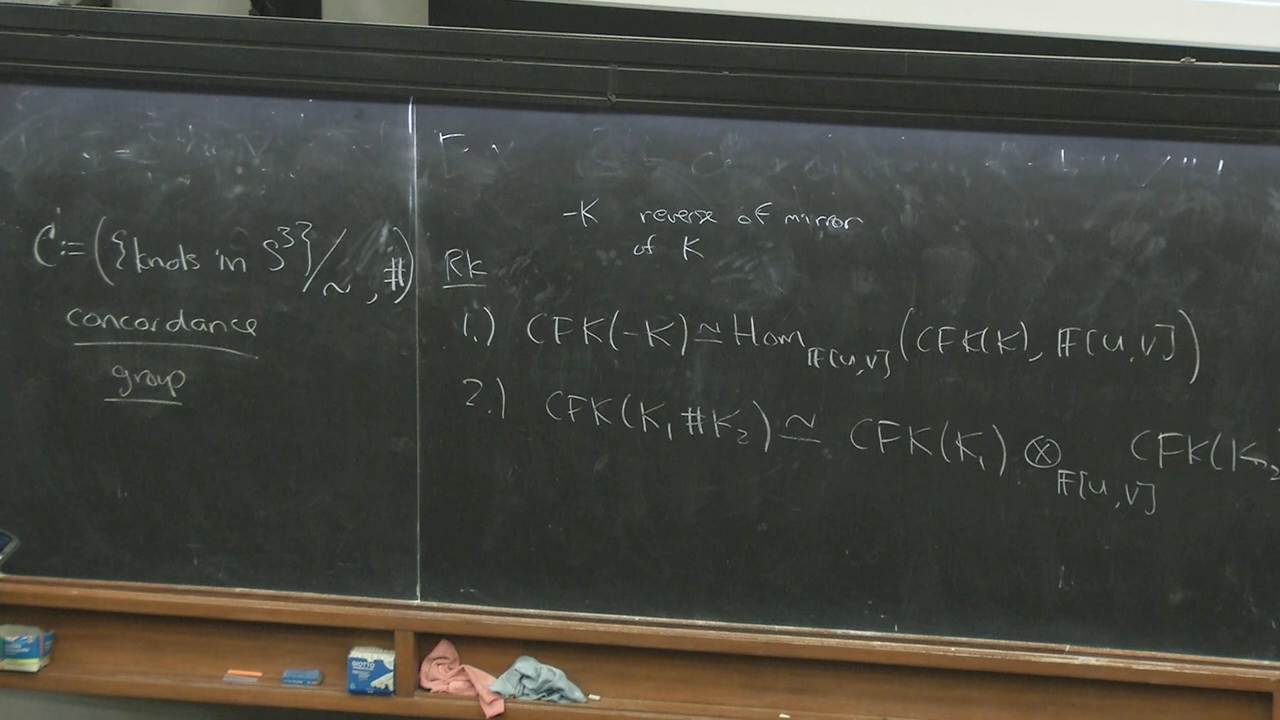 C := ({knots in S³}/~, #)
concordance
group
-K reverse of mirror
of K
Rk
1.) CFK(-K) ≃ Hom_𝔽[U,V] (CFK(K), 𝔽[U,V])
2.) CFK(K₁#K₂) ≃ CFK(K₁) ⊗_𝔽[U,V] CFK(K₂
GIOTTO